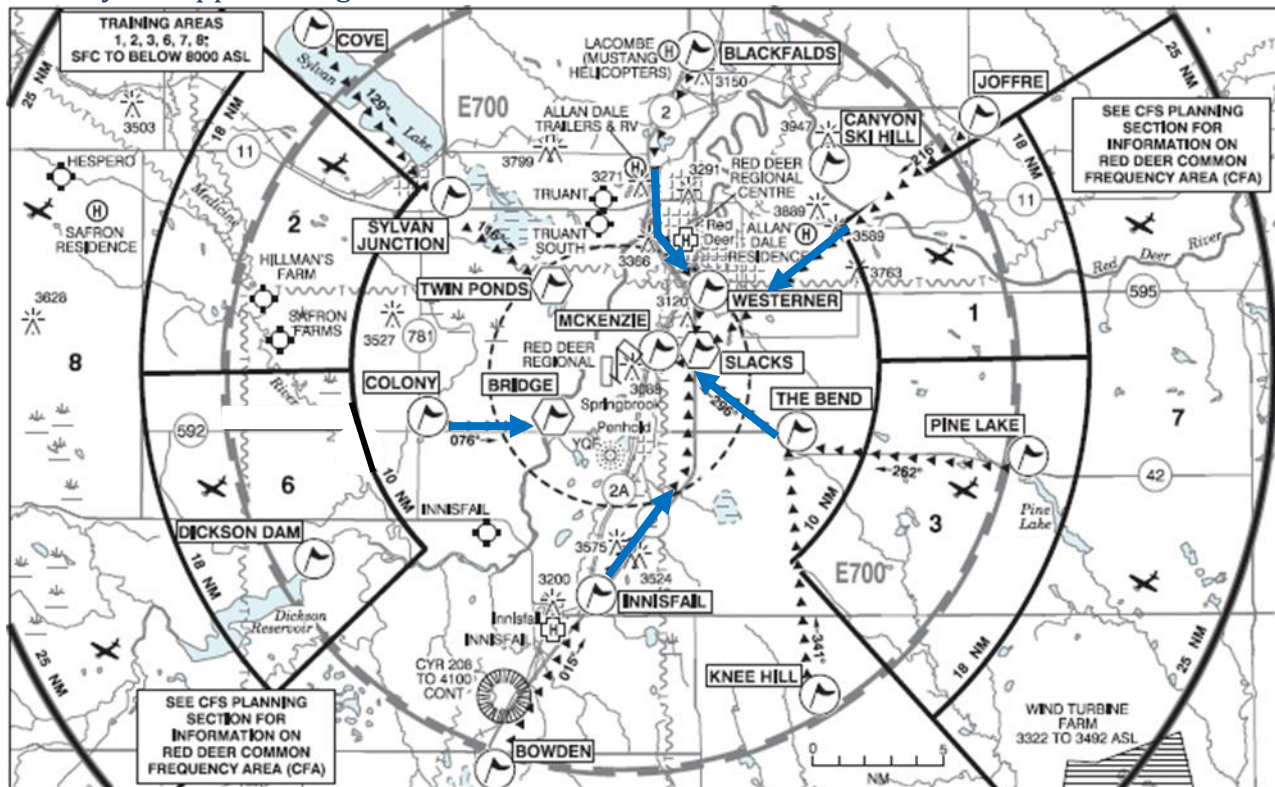 TRAINING AREAS
1, 2, 3, 6, 7, 8;
SFC TO BELOW 8000 ASL
COVE
LACOMBE
(MUSTANG
HELICOPTERS)
H
BLACKFALDS
3150
JOFFRE
25 NM
25 NM
SEE CFS PLANNING
SECTION FOR
INFORMATION ON
RED DEER COMMON
FREQUENCY AREA (CFA)
3503
18 NM
11
Sylvan
Lake
129°
E700
ALLAN DALE
TRAILERS & RV
2
CANYON
SKI HILL
3947
216°
18 NM
HESPERO
3799
3271
H
3291
RED DEER
REGIONAL
CENTRE
11
H
SAFRON
RESIDENCE
Medicine
2
SYLVAN
JUNCTION
TRUANT
TRUANT
SOUTH
116°
3366
H
Red
Deer
3889
ALLAN
DALE
RESIDENCE
H
3589
3763
Red Deer River
HILLMAN'S
FARM
TWIN PONDS
3120
WESTERNER
595
3628
SAFRON
FARMS
3527
781
MCKENZIE
1
8
River
RED DEER
REGIONAL
3088
SLACKS
COLONY
BRIDGE
Springbrook
296°
THE BEND
7
592
076°
Penhold
YQF
PINE LAKE
262°
42
6
10 NM
2A
10 NM
Pine
Lake
INNISFAIL
3
DICKSON DAM
3575
3524
E700
18 NM
3200
INNISFAIL
Dickson
Reservoir
Innisfail
H
INNISFAIL
25 NM
CYR 208
TO 4100
CONT
015°
341°
KNEE HILL
18 NM
25 NM
SEE CFS PLANNING
SECTION FOR
INFORMATION ON
RED DEER COMMON
FREQUENCY AREA (CFA)
BOWDEN
WIND TURBINE
FARM
3322 TO 3492 ASL
0
5
NM